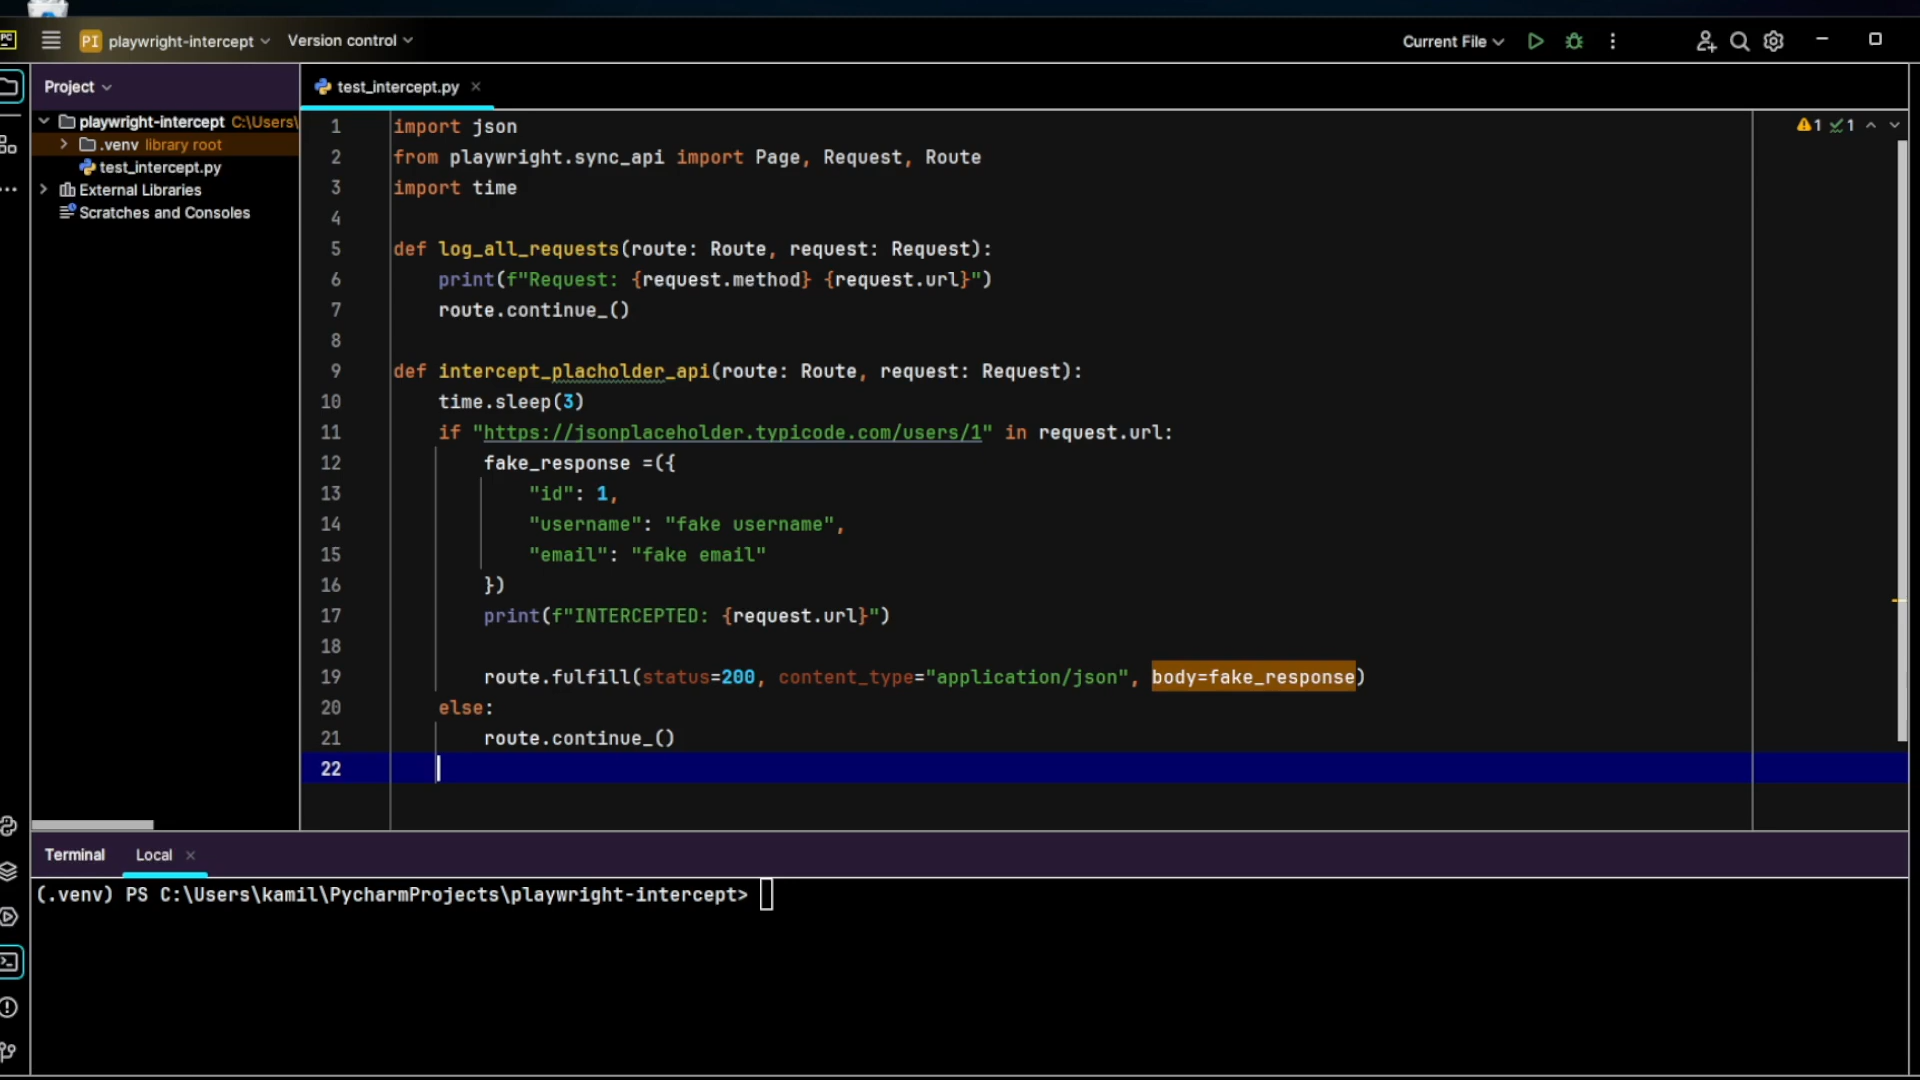 PC
PI playwright-intercept Version control Current File
Project
test_intercept.py
playwright-intercept C:\Users\
.venv library root
test_intercept.py
External Libraries
Scratches and Consoles
1 1
1 import json
2 from playwright.sync_api import Page, Request, Route
3 import time
4
5 def log_all_requests(route: Route, request: Request):
6 print(f"Request: {request.method} {request.url}")
7 route.continue_()
8
9 def intercept_placholder_api(route: Route, request: Request):
10 time.sleep(3)
11 if "https://jsonplaceholder.typicode.com/users/1" in request.url:
12 fake_response =({
13 "id": 1,
14 "username": "fake username",
15 "email": "fake email"
16 })
17 print(f"INTERCEPTED: {request.url}")
18
19 route.fulfill(status=200, content_type="application/json", body=fake_response)
20 else:
21 route.continue_()
22
Terminal Local
(.venv) PS C:\Users\kamil\PycharmProjects\playwright-intercept>